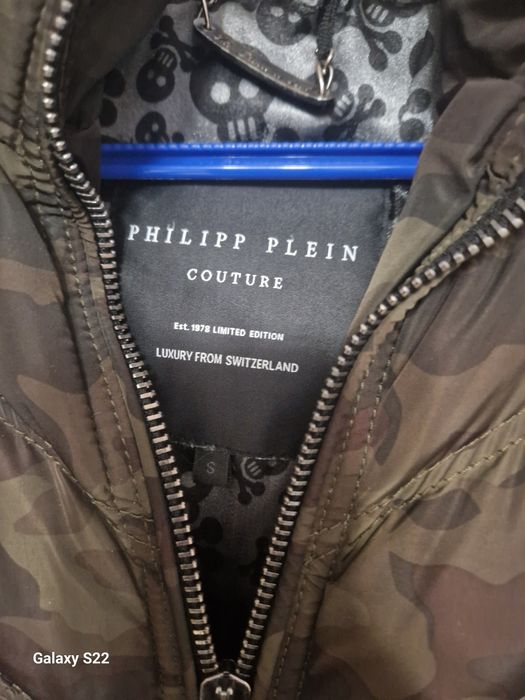 PHILIPP PLEIN
COUTURE
Est. 1978 LIMITED EDITION
LUXURY FROM SWITZERLAND
S
Galaxy S22